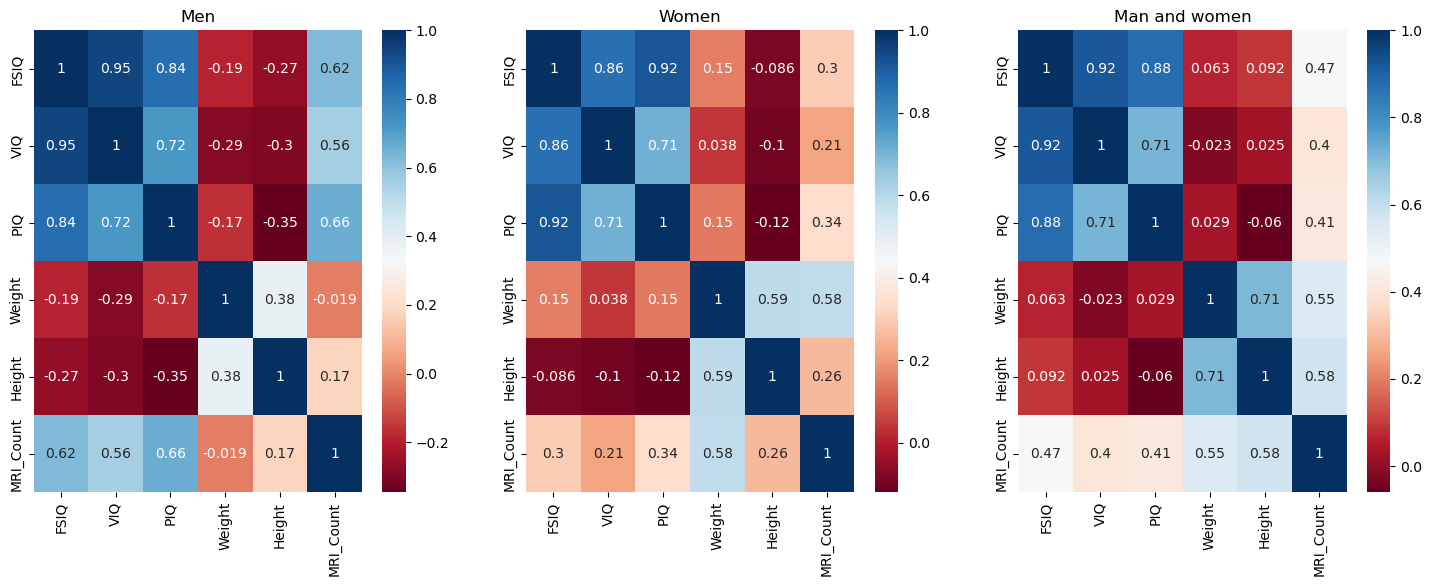 Men
FSIQ 1 0.95 0.84 -0.19 -0.27 0.62
VIQ 0.95 1 0.72 -0.29 -0.3 0.56
PIQ 0.84 0.72 1 -0.17 -0.35 0.66
Weight -0.19 -0.29 -0.17 1 0.38 -0.019
Height -0.27 -0.3 -0.35 0.38 1 0.17
MRI_Count 0.62 0.56 0.66 -0.019 0.17 1
FSIQ VIQ PIQ Weight Height MRI_Count
1.0
0.8
0.6
0.4
0.2
0.0
−0.2
Women
FSIQ 1 0.86 0.92 0.15 -0.086 0.3
VIQ 0.86 1 0.71 0.038 -0.1 0.21
PIQ 0.92 0.71 1 0.15 -0.12 0.34
Weight 0.15 0.038 0.15 1 0.59 0.58
Height -0.086 -0.1 -0.12 0.59 1 0.26
MRI_Count 0.3 0.21 0.34 0.58 0.26 1
FSIQ VIQ PIQ Weight Height MRI_Count
1.0
0.8
0.6
0.4
0.2
0.0
Man and women
FSIQ 1 0.92 0.88 0.063 0.092 0.47
VIQ 0.92 1 0.71 -0.023 0.025 0.4
PIQ 0.88 0.71 1 0.029 -0.06 0.41
Weight 0.063 -0.023 0.029 1 0.71 0.55
Height 0.092 0.025 -0.06 0.71 1 0.58
MRI_Count 0.47 0.4 0.41 0.55 0.58 1
FSIQ VIQ PIQ Weight Height MRI_Count
1.0
0.8
0.6
0.4
0.2
0.0